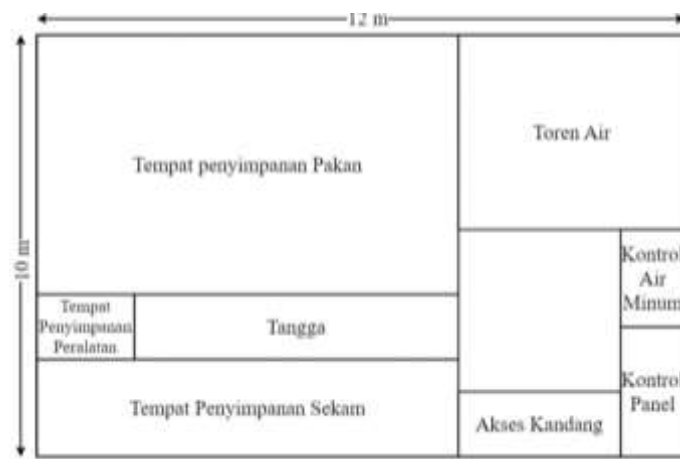 12 m
Tempat penyimpanan Pakan
Toren Air
10 m
Kontrol
Air
Minum
Tempat
Penyimpanan
Peralatan
Tangga
Kontrol
Panel
Tempat Penyimpanan Sekam
Akses Kandang